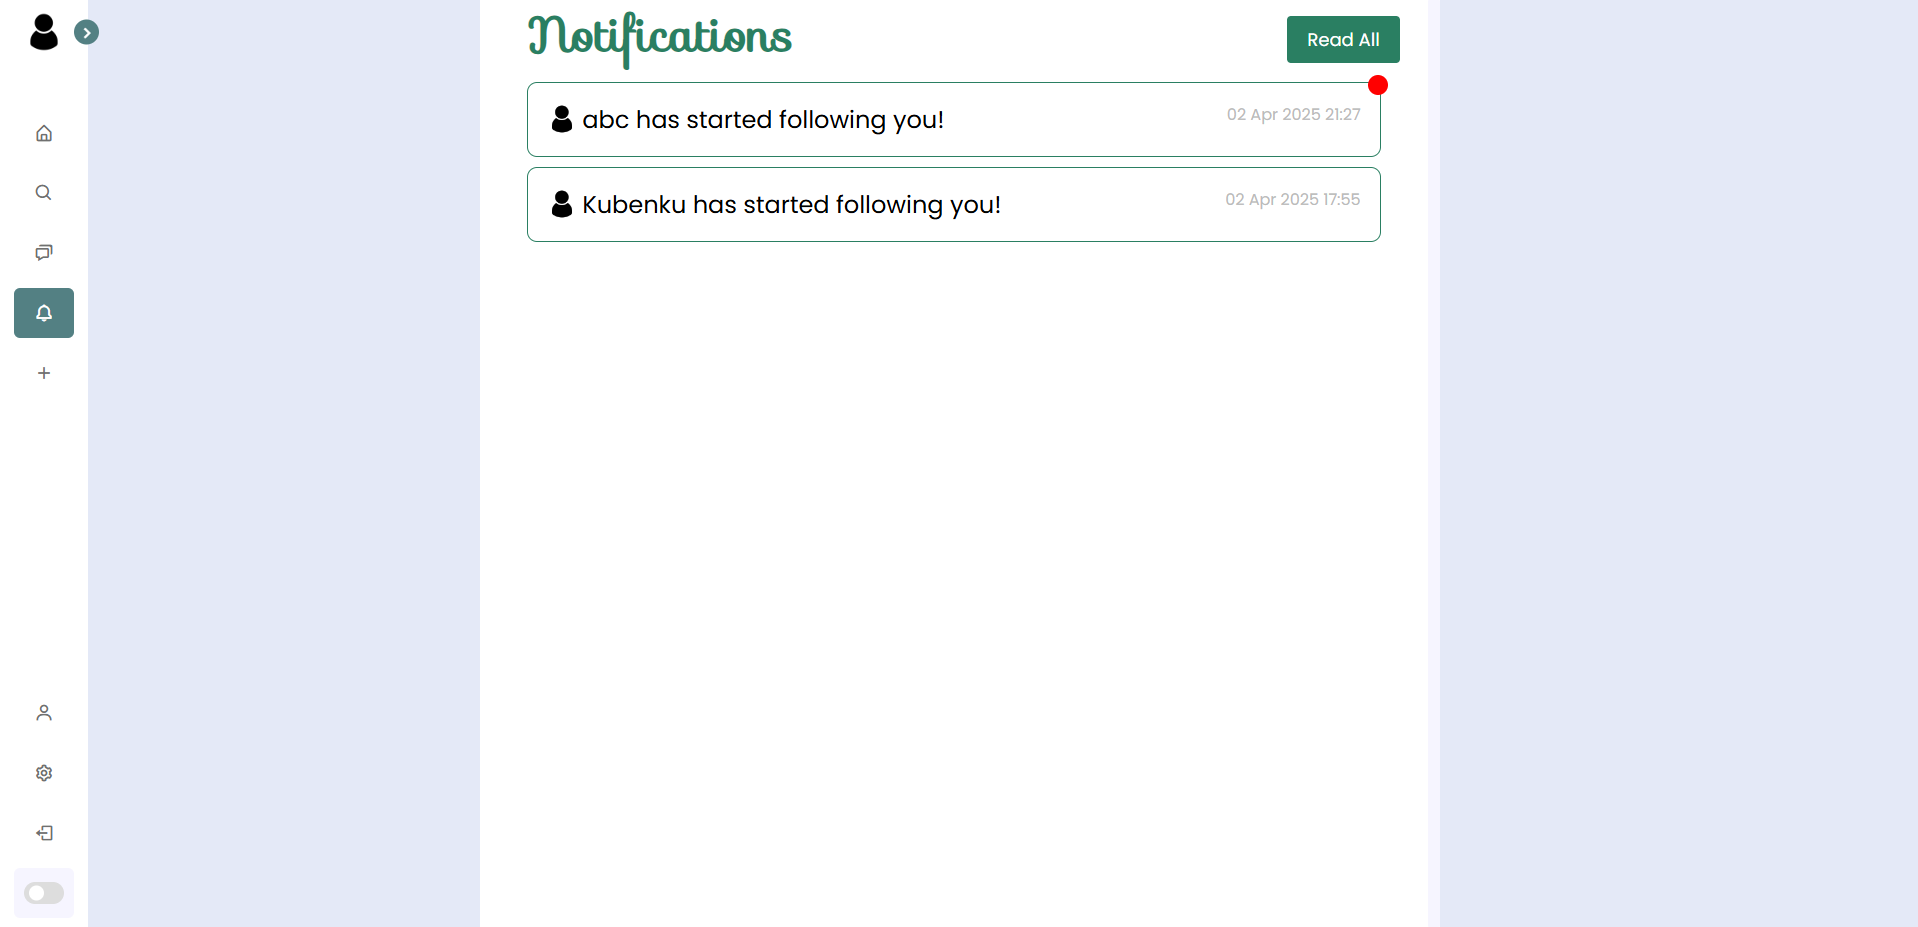 Notifications
Read All
abc has started following you!
02 Apr 2025 21:27
Kubenku has started following you!
02 Apr 2025 17:55